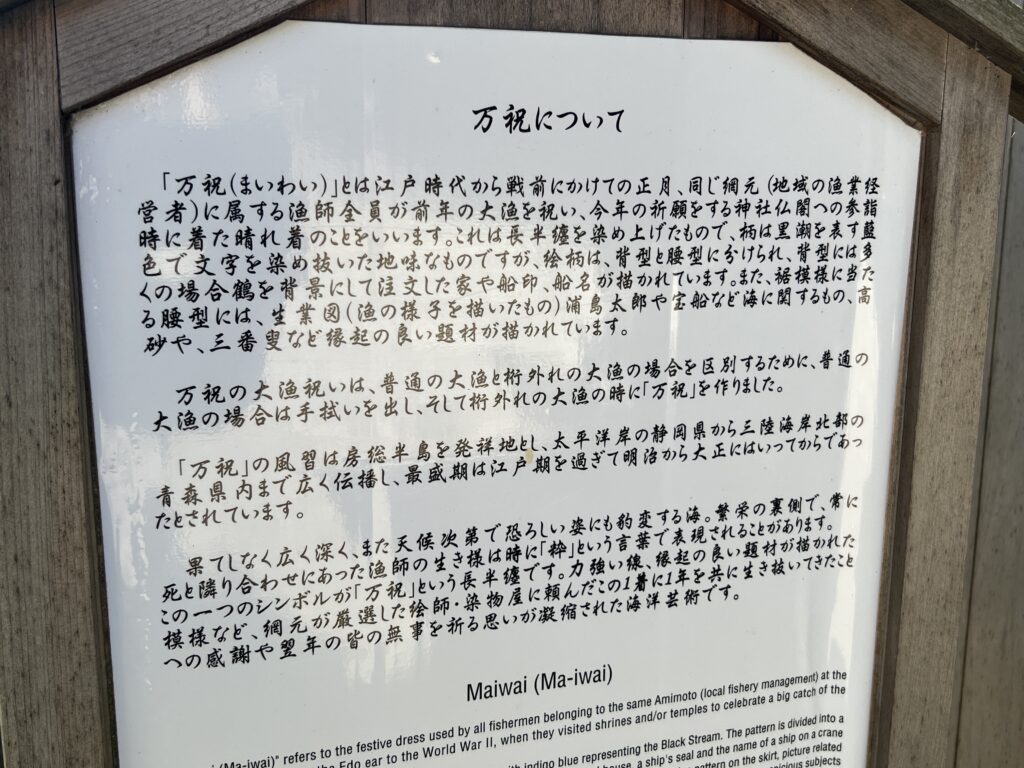 万祝について
「万祝(まいわい)」とは江戸時代から戦前にかけての正月、同じ網元(地域の漁業経
営者)に属する漁師全員が前年の大漁を祝い、今年の祈願をする神社仏閣への参詣
時に着た晴れ着のことをいいます。これは長半纏を染め上げたもので、柄は黒潮を表す藍
色で文字を染め抜いた地味なものですが、絵柄は、背型と腰型に分けられ、背型には多
くの場合鶴を背景にして注文した家や船印、船名が描かれています。また、裾模様に当た
る腰型には、生業図(漁の様子を描いたもの)浦島太郎や宝船など海に関するもの、高
砂や、三番叟など縁起の良い題材が描かれています。
万祝の大漁祝いは、普通の大漁と桁外れの大漁の場合を区別するために、普通の
大漁の場合は手拭いを出し、そして桁外れの大漁の時に「万祝」を作りました。
「万祝」の風習は房総半島を発祥地とし、太平洋岸の静岡県から三陸海岸北部の
青森県内まで広く伝播し、最盛期は江戸期を過ぎて明治から大正にはいってからであっ
たとされています。
果てしなく広く深く、また天候次第で恐ろしい姿にも豹変する海。繁栄の裏側で、常に
死と隣り合わせにあった漁師の生き様は時に「粋」という言葉で表現されることがあります。
この一つのシンボルが「万祝」という長半纏です。力強い線、縁起の良い題材が描かれた
模様など、網元が厳選した絵師・染物屋に頼んだこの1着に1年を共に生き抜いてきたこと
への感謝や翌年の皆の無事を祈る思いが凝縮された海洋芸術です。
Maiwai (Ma-iwai)
(Ma-iwai)" refers to the festive dress used by all fishermen belonging to the same Amimoto (local fishery management) at the
the Edo ear to the World War II, when they visited shrines and/or temples to celebrate a big catch of the
with indigo blue representing the Black Stream. The pattern is divided into a
house, a ship's seal and the name of a ship on a crane
pattern on the skirt, picture related
subjects